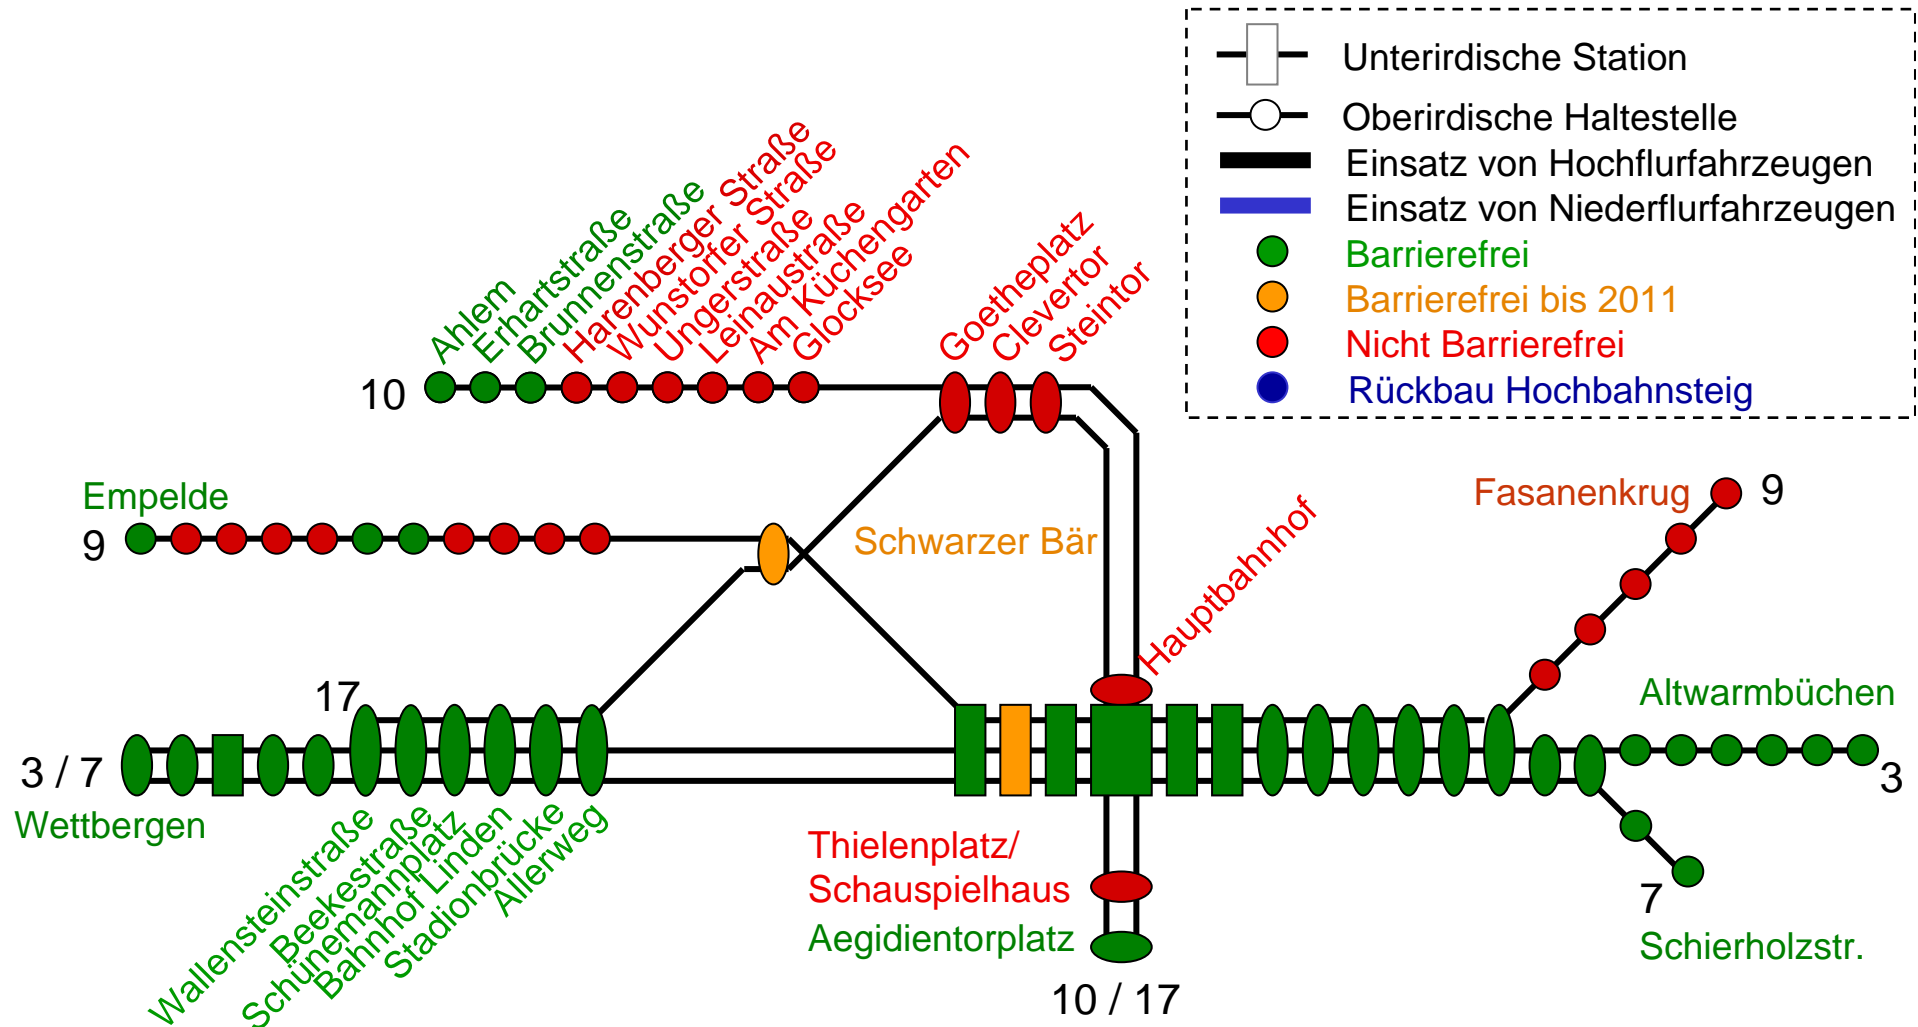 Unterirdische Station
Oberirdische Haltestelle
Einsatz von Hochflurfahrzeugen
Einsatz von Niederflurfahrzeugen
Barrierefrei
Barrierefrei bis 2011
Nicht Barrierefrei
Rückbau Hochbahnsteig
Ahlem
Erhartstraße
Brunnenstraße
Harenberger Straße
Wunstorfer Straße
Ungerstraße
Leinaustraße
Am Küchengarten
Glocksee
Goetheplatz
Clevertor
Steintor
10
Empelde
9
Schwarzer Bär
Hauptbahnhof
Fasanenkrug
9
17
3 / 7
Wettbergen
Altwarmbüchen
3
Wallensteinstraße
Beekestraße
Schünemannplatz
Bahnhof Linden
Stadionbrücke
Allerweg
Thielenplatz/
Schauspielhaus
Aegidientorplatz
10 / 17
7
Schierholzstr.